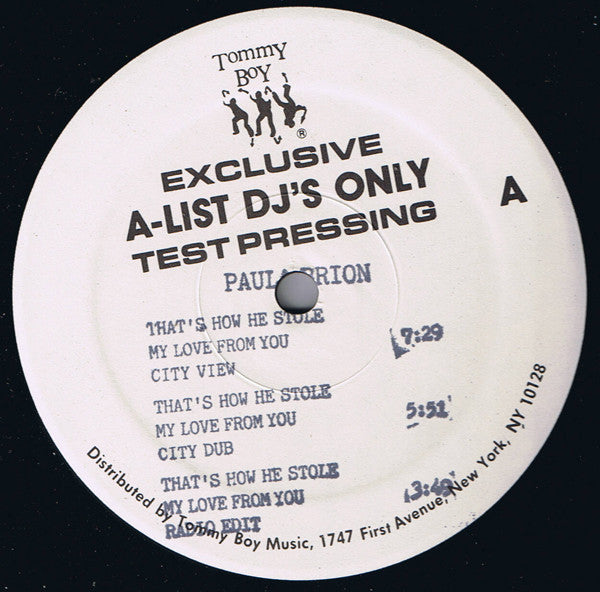 Tommy
Boy
®
EXCLUSIVE
A-LIST DJ'S ONLY
TEST PRESSING
A
PAULA BRION
THAT'S HOW HE STOLE
MY LOVE FROM YOU 7:29
CITY VIEW
THAT'S HOW HE STOLE
MY LOVE FROM YOU 5:51
CITY DUB
THAT'S HOW HE STOLE
MY LOVE FROM YOU 3:49
RADIO EDIT
Distributed by Tommy Boy Music, 1747 First Avenue, New York, NY 10128